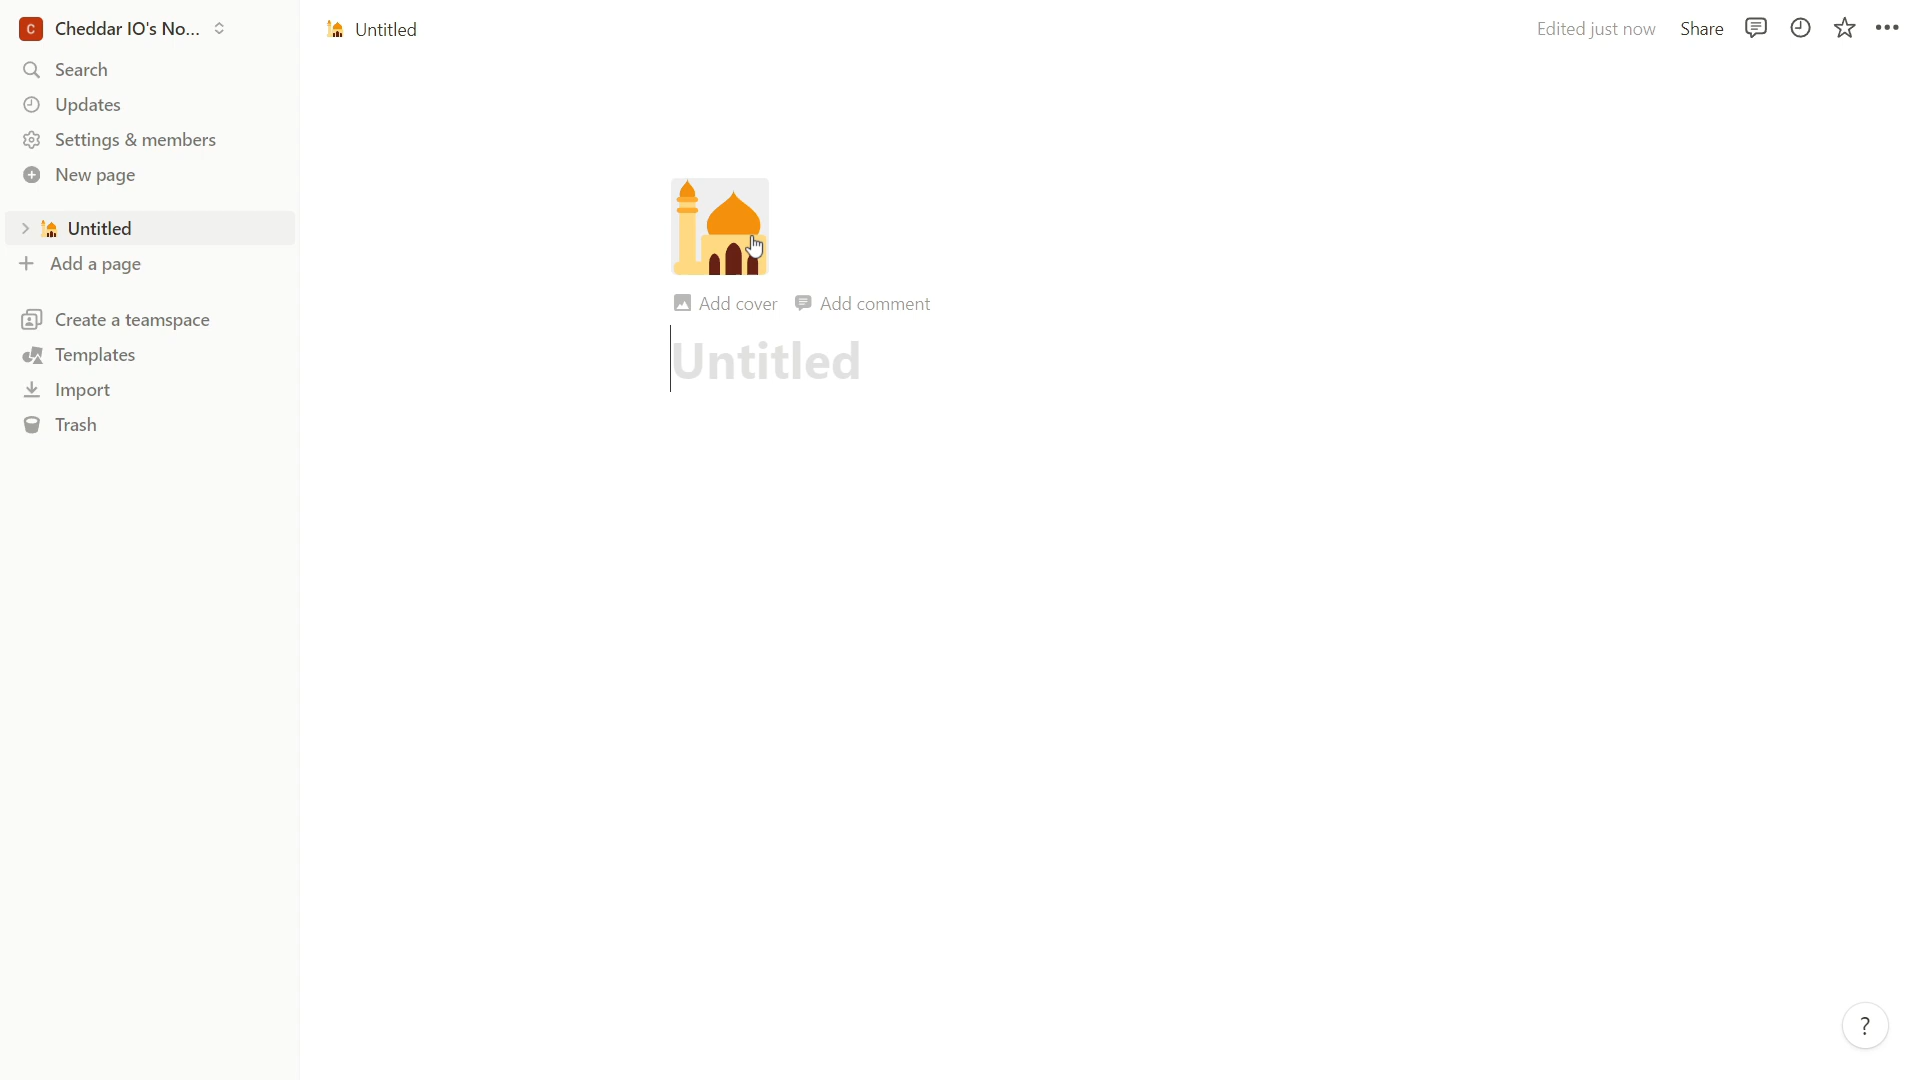 C Cheddar IO's No...
Search
Updates
Settings & members
New page
Untitled
Add a page
Create a teamspace
Templates
Import
Trash
Untitled
Edited just now
Share
Add cover
Add comment
Untitled
?